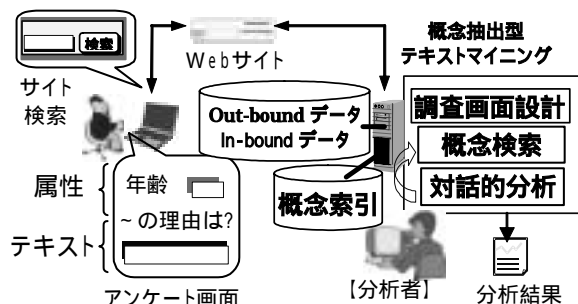 検索
サイト
検索
Webサイト
概念抽出型
テキストマイニング
Out-bound データ
In-bound データ
概念索引
調査画面設計
概念検索
対話的分析
属性
年齢
~の理由は?
テキスト
アンケート画面
【分析者】
分析結果